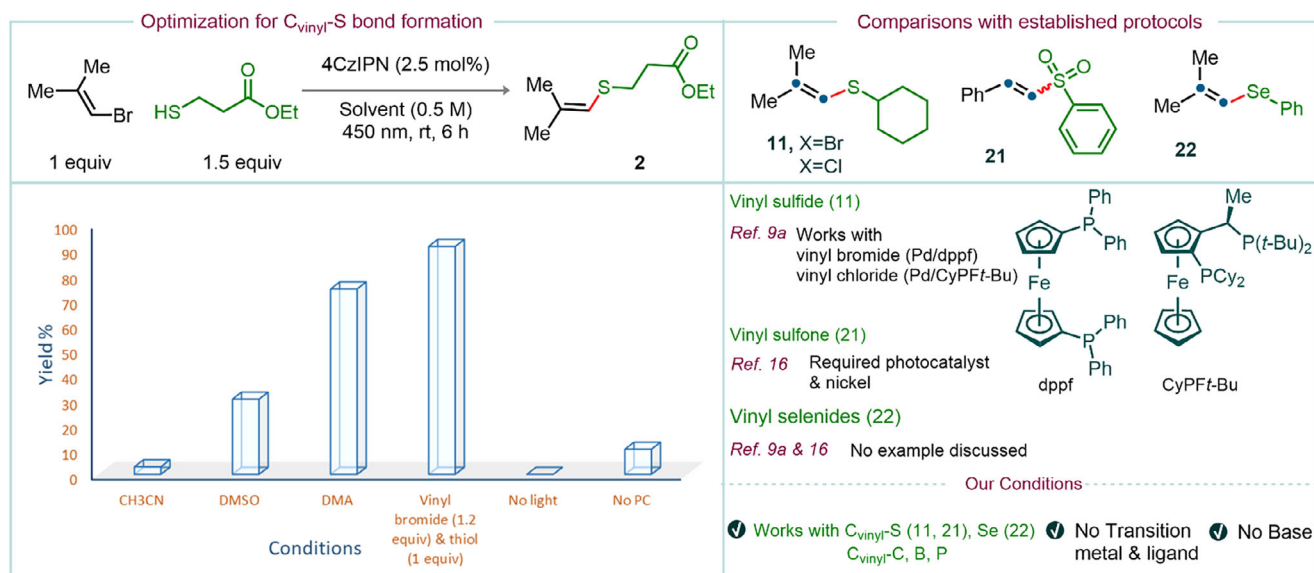 Optimization for Cvinyl-S bond formation
Me
Me
Br
1 equiv
HS
O
OEt
1.5 equiv
4CzIPN (2.5 mol%)
Solvent (0.5 M)
450 nm, rt, 6 h
Me
Me
S
O
OEt
2
Comparisons with established protocols
Me
Me
S
11, X=Br
X=Cl
Ph
O
O
S
21
Me
Me
Se
Ph
22
Yield %
100
90
80
70
60
50
40
30
20
10
0
CH3CN
DMSO
DMA
Vinyl
bromide (1.2
equiv) & thiol
(1 equiv)
No light
No PC
Conditions
Vinyl sulfide (11)
Ref. 9a Works with
vinyl bromide (Pd/dppf)
vinyl chloride (Pd/CyPFt-Bu)
Vinyl sulfone (21)
Ref. 16 Required photocatalyst
& nickel
Vinyl selenides (22)
Ref. 9a & 16 No example discussed
Ph
P
Ph
Fe
Ph
P
Ph
dppf
Me
P(t-Bu)2
PCy2
Fe
CyPFt-Bu
Our Conditions
Works with Cvinyl-S (11, 21), Se (22)
Cvinyl-C, B, P
No Transition
metal & ligand
No Base